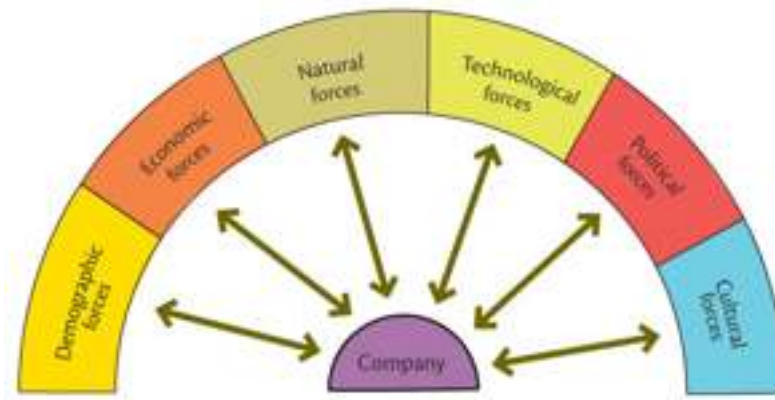 Demographic
forces
Economic
forces
Natural
forces
Technological
forces
Political
forces
Cultural
forces
Company